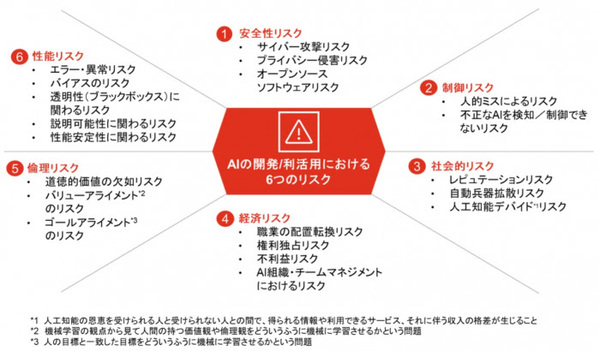 1 安全性リスク
• サイバー攻撃リスク
• プライバシー侵害リスク
• オープンソース
ソフトウェアリスク
2 制御リスク
• 人的ミスによるリスク
• 不正なAIを検知/制御でき
ないリスク
3 社会的リスク
• レピュテーションリスク
• 自動兵器拡散リスク
• 人工知能デバイド*1リスク
4 経済リスク
• 職業の配置転換リスク
• 権利独占リスク
• 不利益リスク
• AI組織・チームマネジメント
におけるリスク
5 倫理リスク
• 道徳的価値の欠如リスク
• バリューアライメント*2
のリスク
• ゴールアライメント*3
のリスク
6 性能リスク
• エラー・異常リスク
• バイアスのリスク
• 透明性(ブラックボックス)に
関わるリスク
• 説明可能性に関わるリスク
• 性能安定性に関わるリスク
AIの開発/利活用における
6つのリスク
*1 人工知能の恩恵を受けられる人と受けられない人との間で、得られる情報や利用できるサービス、それに伴う収入の格差が生じること
*2 機械学習の観点から見て人間の持つ価値観や倫理観をどういうふうに機械に学習させるかという問題
*3 人の目標と一致した目標をどういうふうに機械に学習させるかという問題